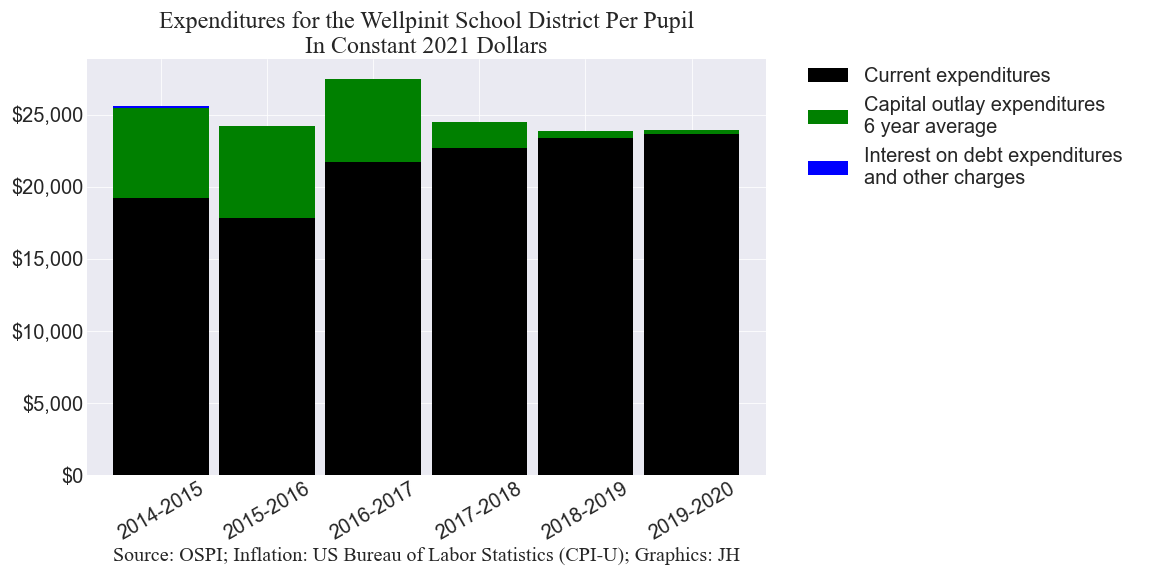 Expenditures for the Wellpinit School District Per Pupil
In Constant 2021 Dollars
Current expenditures
Capital outlay expenditures
6 year average
Interest on debt expenditures
and other charges
$25,000
$20,000
$15,000
$10,000
$5,000
$0
2014-2015
2015-2016
2016-2017
2017-2018
2018-2019
2019-2020
Source: OSPI; Inflation: US Bureau of Labor Statistics (CPI-U); Graphics: JH